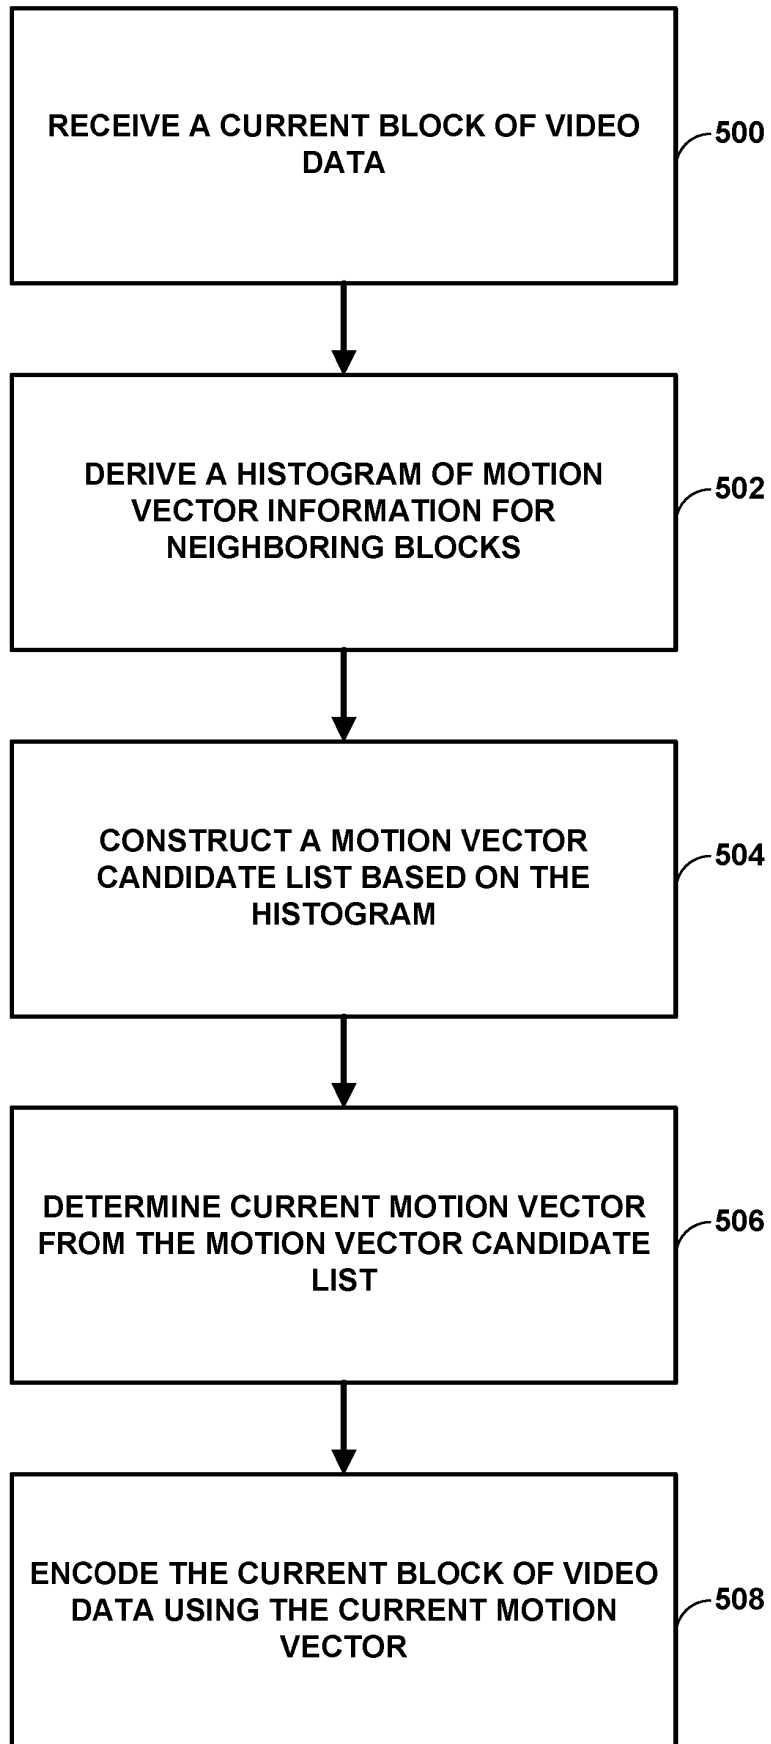 RECEIVE A CURRENT BLOCK OF VIDEO
DATA
500
DERIVE A HISTOGRAM OF MOTION
VECTOR INFORMATION FOR
NEIGHBORING BLOCKS
502
CONSTRUCT A MOTION VECTOR
CANDIDATE LIST BASED ON THE
HISTOGRAM
504
DETERMINE CURRENT MOTION VECTOR
FROM THE MOTION VECTOR CANDIDATE
LIST
506
ENCODE THE CURRENT BLOCK OF VIDEO
DATA USING THE CURRENT MOTION
VECTOR
508